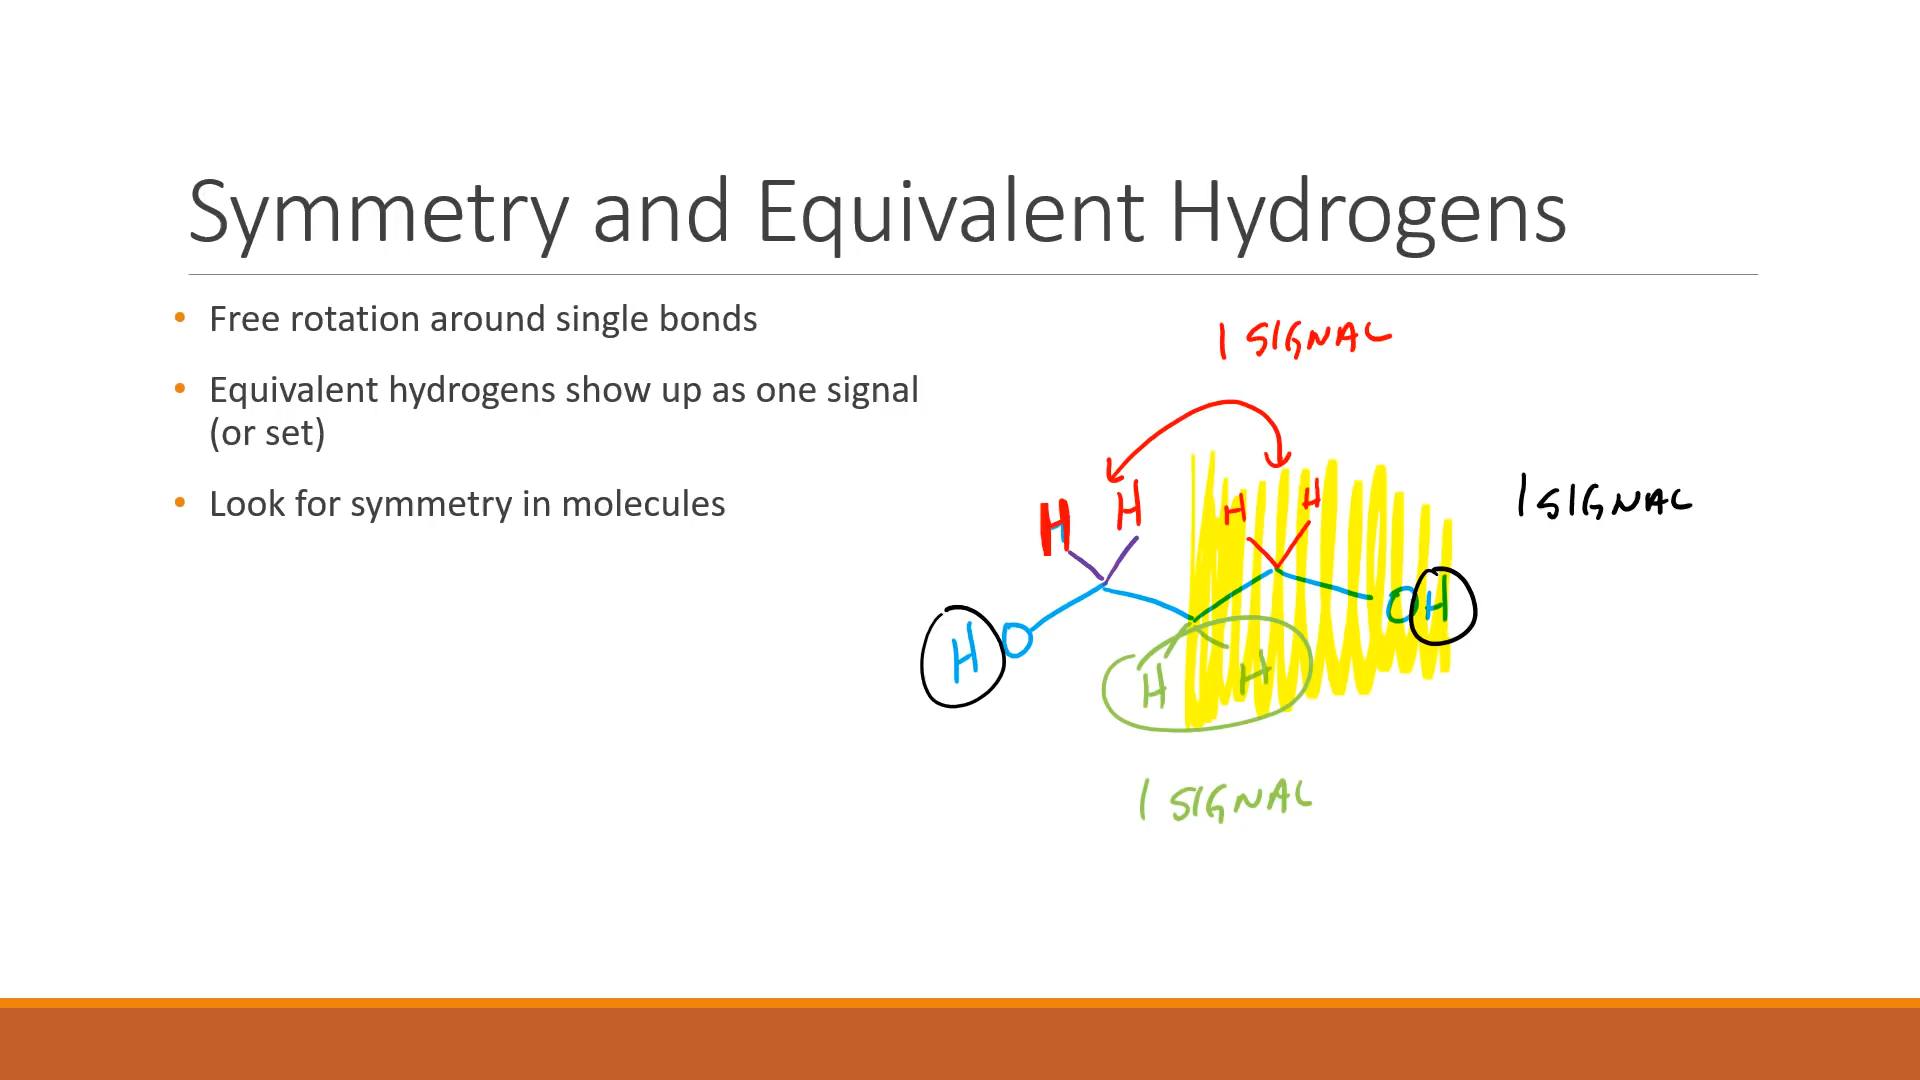 Symmetry and Equivalent Hydrogens
• Free rotation around single bonds
• Equivalent hydrogens show up as one signal
(or set)
• Look for symmetry in molecules
1 SIGNAL
H H H H
1 SIGNAL
HO OH
H H
1 SIGNAL